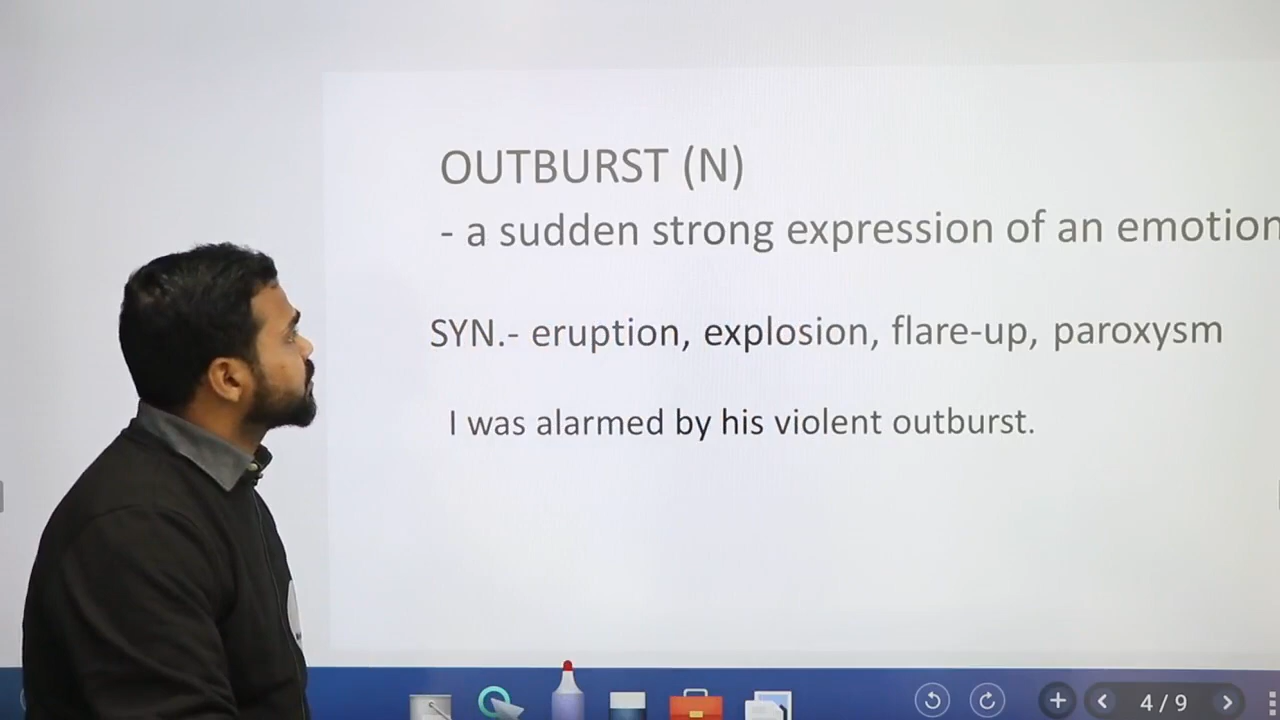 OUTBURST (N)
- a sudden strong expression of an emotion
SYN.- eruption, explosion, flare-up, paroxysm
I was alarmed by his violent outburst.
4 / 9